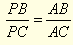 PB/PC = AB/AC